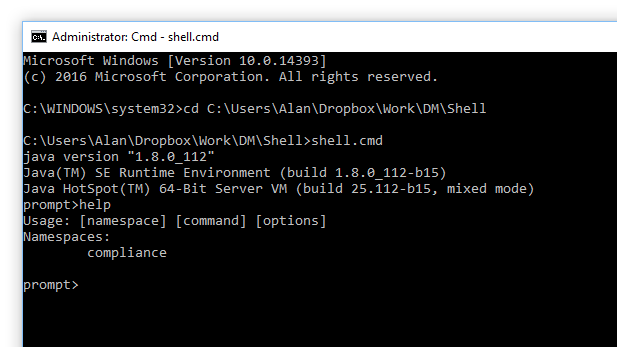 Administrator: Cmd - shell.cmd
Microsoft Windows [Version 10.0.14393]
(c) 2016 Microsoft Corporation. All rights reserved.
C:\WINDOWS\system32>cd C:\Users\Alan\Dropbox\Work\DM\Shell
C:\Users\Alan\Dropbox\Work\DM\Shell>shell.cmd
java version "1.8.0_112"
Java(TM) SE Runtime Environment (build 1.8.0_112-b15)
Java HotSpot(TM) 64-Bit Server VM (build 25.112-b15, mixed mode)
prompt>help
Usage: [namespace] [command] [options]
Namespaces:
compliance
prompt>